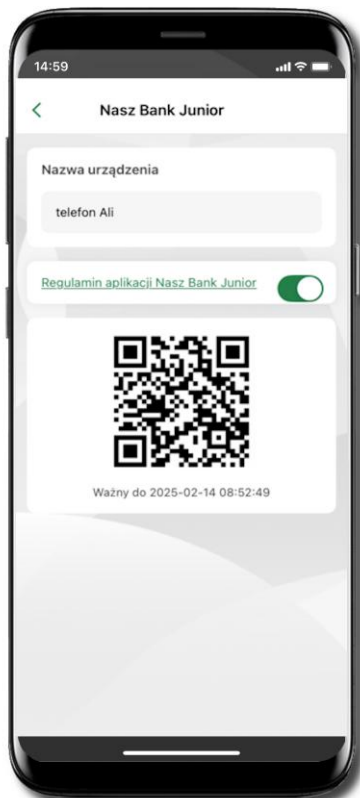 14:59
Nasz Bank Junior
Nazwa urządzenia
telefon Ali
Regulamin aplikacji Nasz Bank Junior
Ważny do 2025-02-14 08:52:49